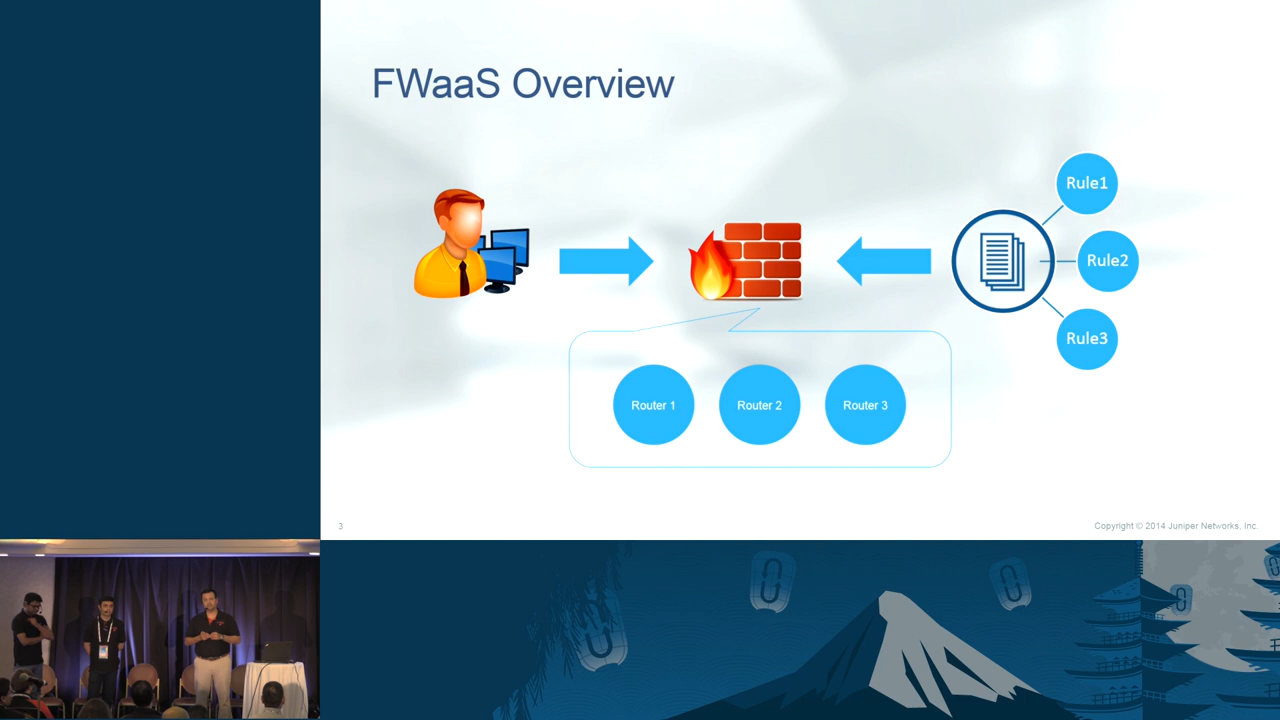 FWaaS Overview
Rule1
Rule2
Rule3
Router 1
Router 2
Router 3
3
Copyright © 2014 Juniper Networks, Inc.